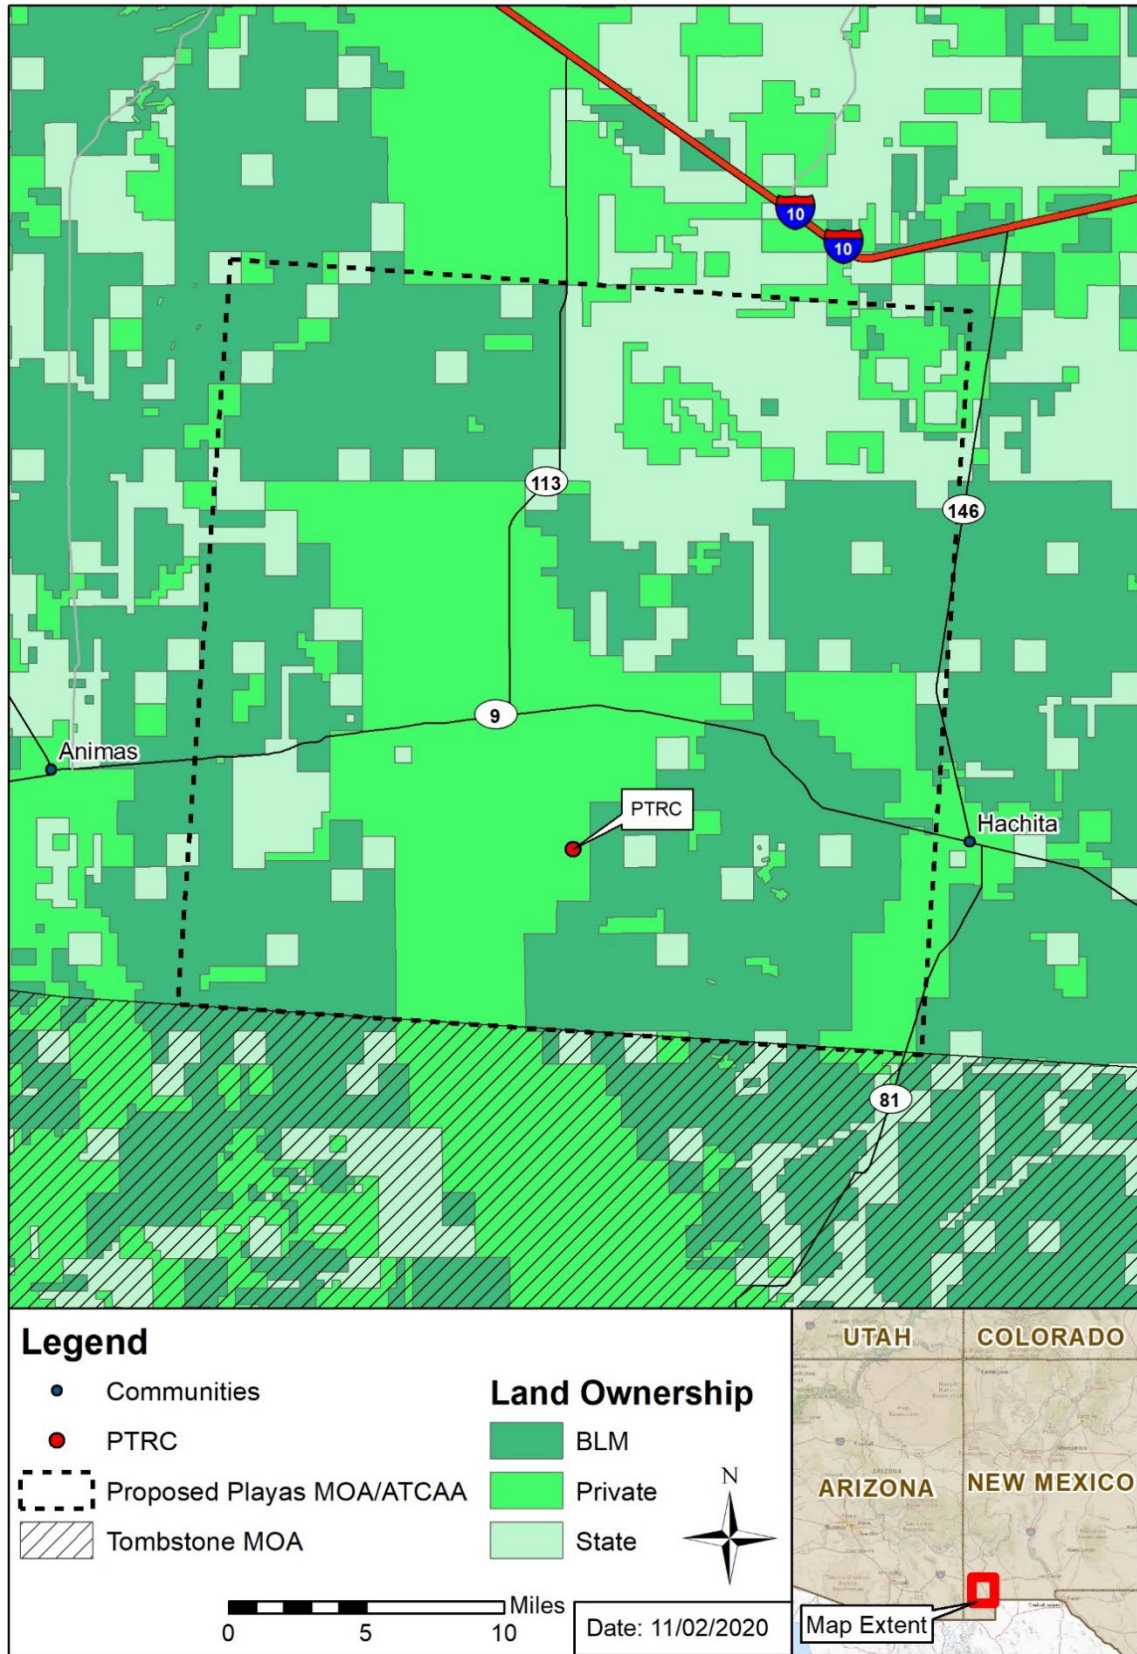 10
10
113
146
9
Animas
PTRC
Hachita
81
Legend
Communities
PTRC
Proposed Playas MOA/ATCAA
Tombstone MOA
Land Ownership
BLM
Private
State
N
Miles
0 5 10
Date: 11/02/2020
UTAH COLORADO
ARIZONA NEW MEXICO
Map Extent